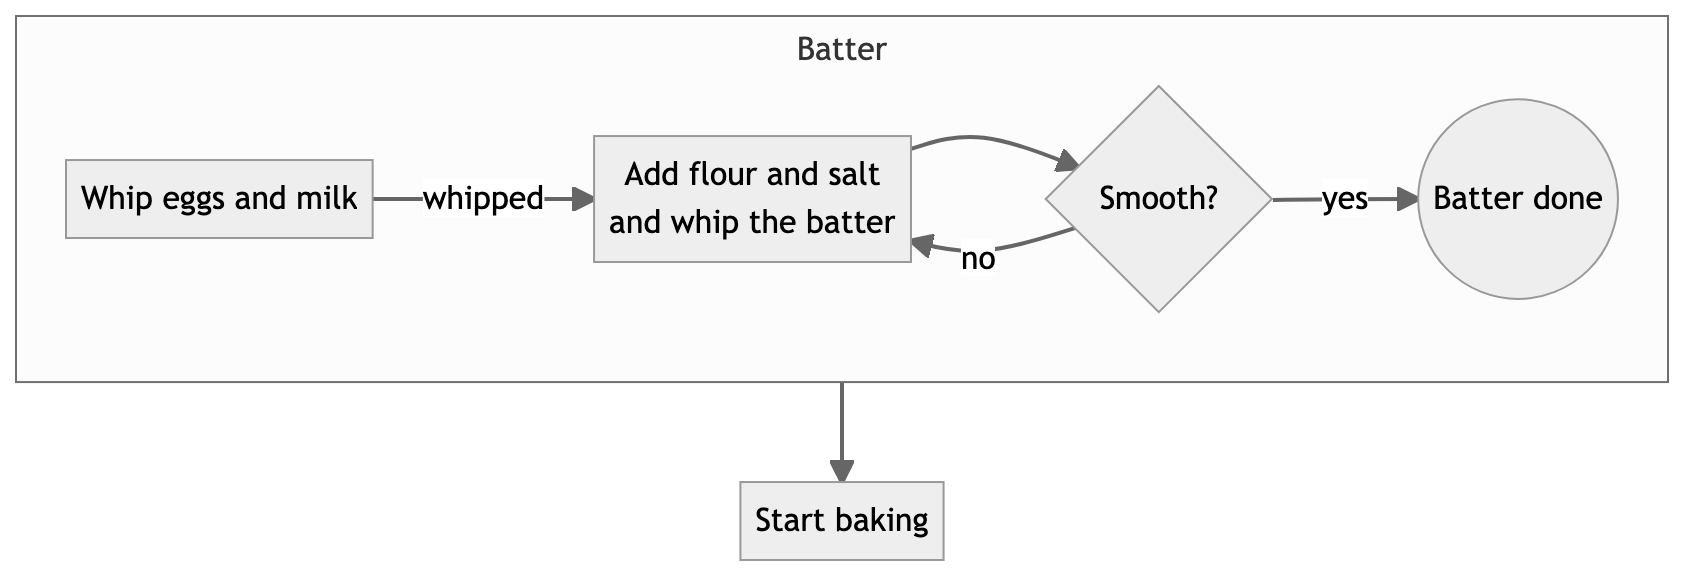 Batter
Whip eggs and milk
whipped
Add flour and salt
and whip the batter
no
Smooth?
yes
Batter done
Start baking